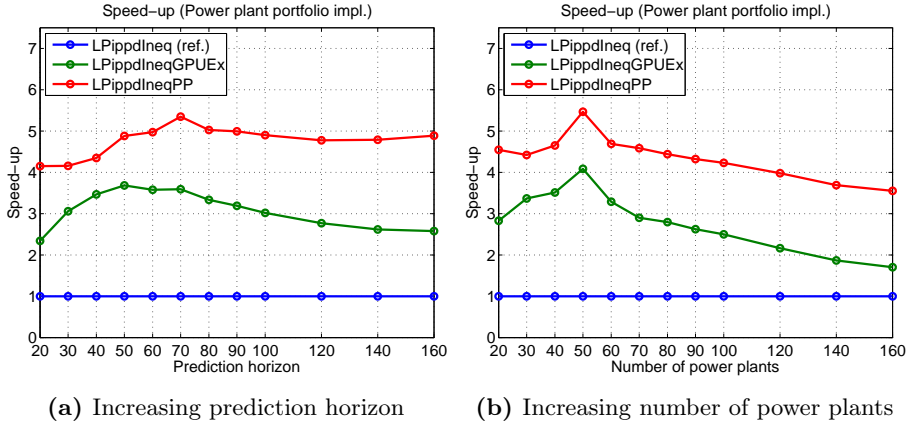 Speed-up (Power plant portfolio impl.)
7
6
5
4
3
2
1
0
Speed-up
LPippdIneq (ref.)
LPippdIneqGPUEx
LPippdIneqPP
20 30 40 50 60 70 80 90 100 120 140 160
Prediction horizon
(a) Increasing prediction horizon
Speed-up (Power plant portfolio impl.)
7
6
5
4
3
2
1
0
Speed-up
LPippdIneq (ref.)
LPippdIneqGPUEx
LPippdIneqPP
20 30 40 50 60 70 80 90 100 120 140 160
Number of power plants
(b) Increasing number of power plants